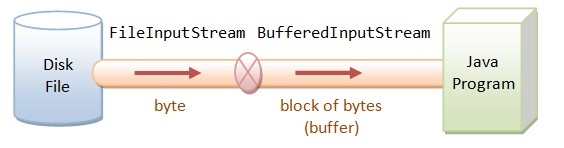 FileInputStream
BufferedInputStream
Disk
File
Java
Program
byte
block of bytes
(buffer)